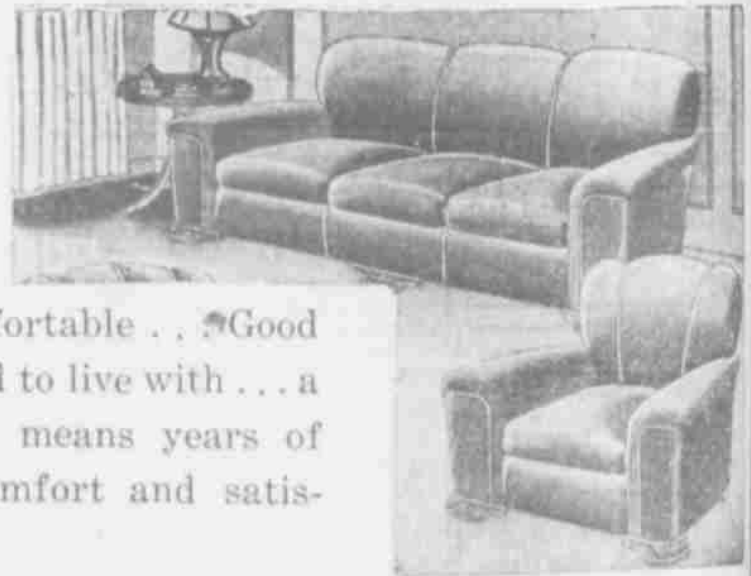 fortable . . . Good
to live with . . . a
means years of
mfort and satis-